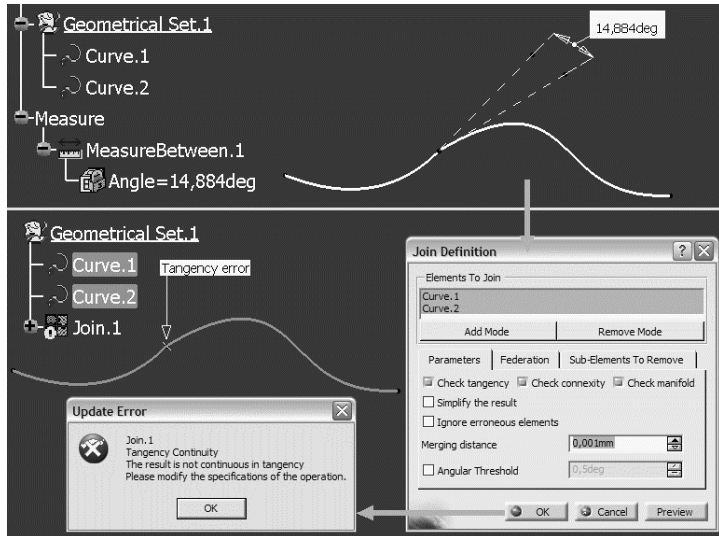 Geometrical Set.1
Curve.1
Curve.2
Measure
MeasureBetween.1
Angle=14,884deg
14,884deg
Geometrical Set.1
Curve.1
Curve.2
Join.1
Tangency error
Update Error
Join.1
Tangency Continuity
The result is not continuous in tangency
Please modify the specifications of the operation.
OK
Join Definition
Elements To Join
Curve.1
Curve.2
Add Mode Remove Mode
Parameters Federation Sub-Elements To Remove
Check tangency Check connexity Check manifold
Simplify the result
Ignore erroneous elements
Merging distance 0,001mm
Angular Threshold 0,5deg
OK Cancel Preview